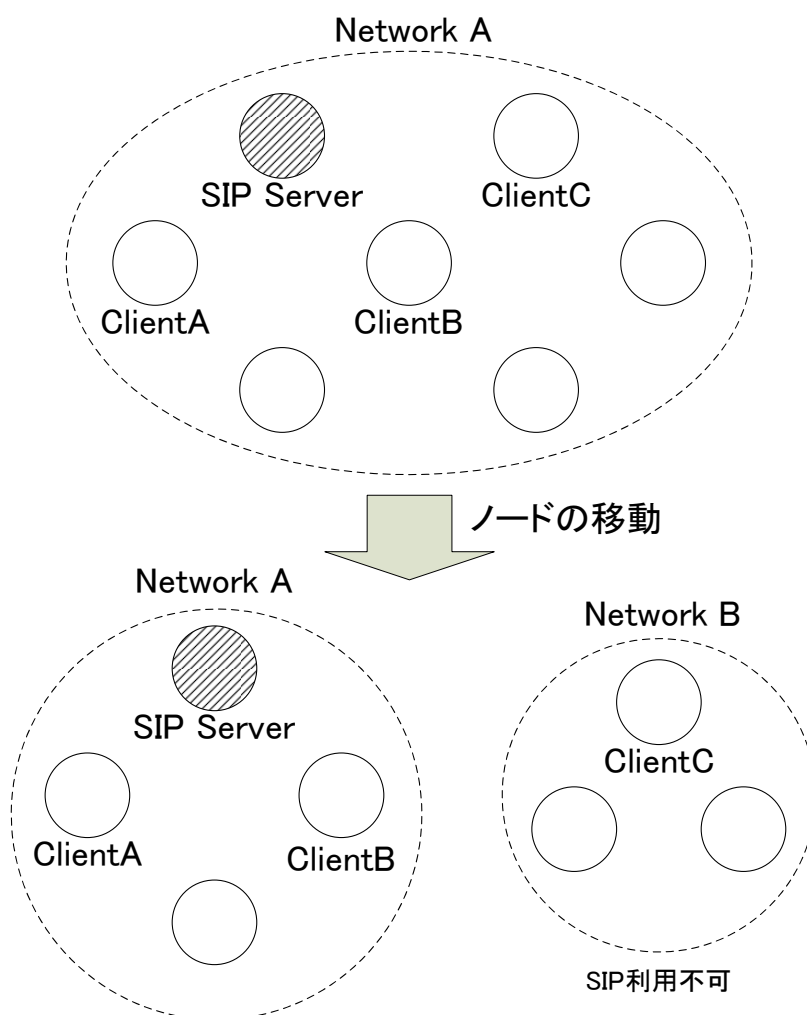 Network A
SIP Server
ClientC
ClientA
ClientB
ノードの移動
Network A
Network B
SIP Server
ClientC
ClientA
ClientB
SIP利用不可